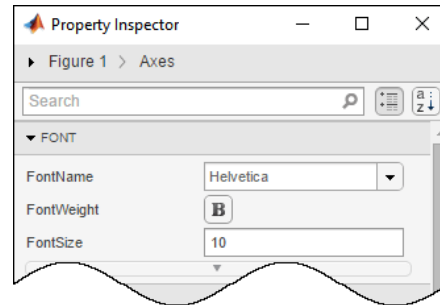 Property Inspector
Figure 1 > Axes
Search
a z
FONT
FontName Helvetica
FontWeight B
FontSize 10